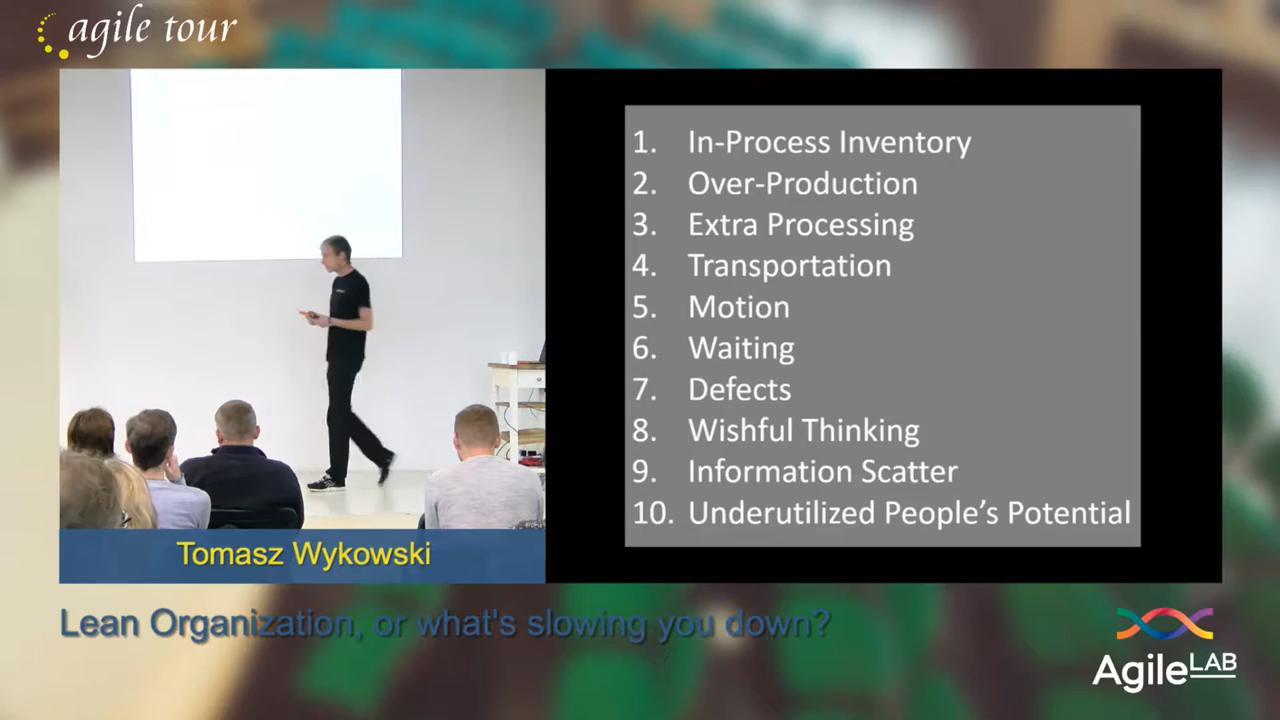 agile tour
1. In-Process Inventory
2. Over-Production
3. Extra Processing
4. Transportation
5. Motion
6. Waiting
7. Defects
8. Wishful Thinking
9. Information Scatter
10. Underutilized People’s Potential
Tomasz Wykowski
Lean Organization, or what's slowing you down?
AgileLAB